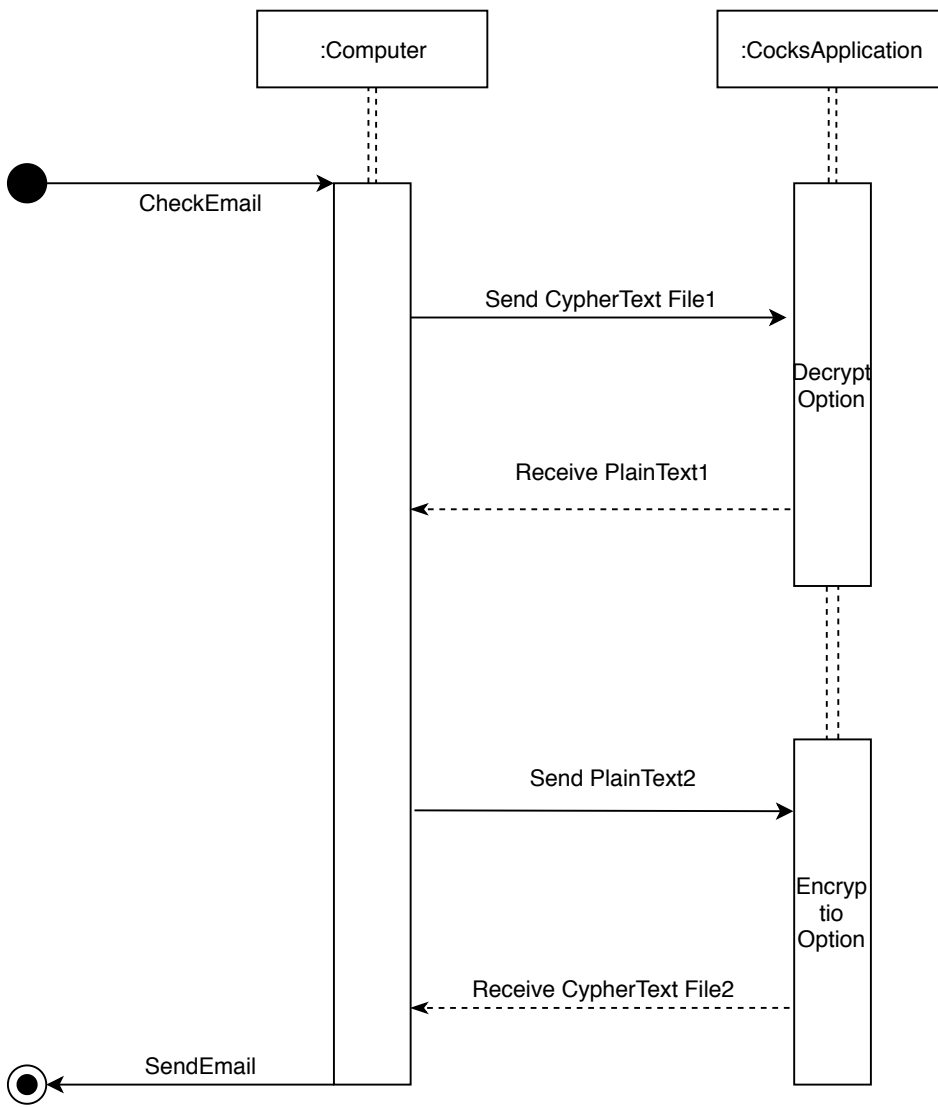 :Computer
:CocksApplication
CheckEmail
Send CypherText File1
Decrypt
Option
Receive PlainText1
Send PlainText2
Encryp
tio
Option
Receive CypherText File2
SendEmail